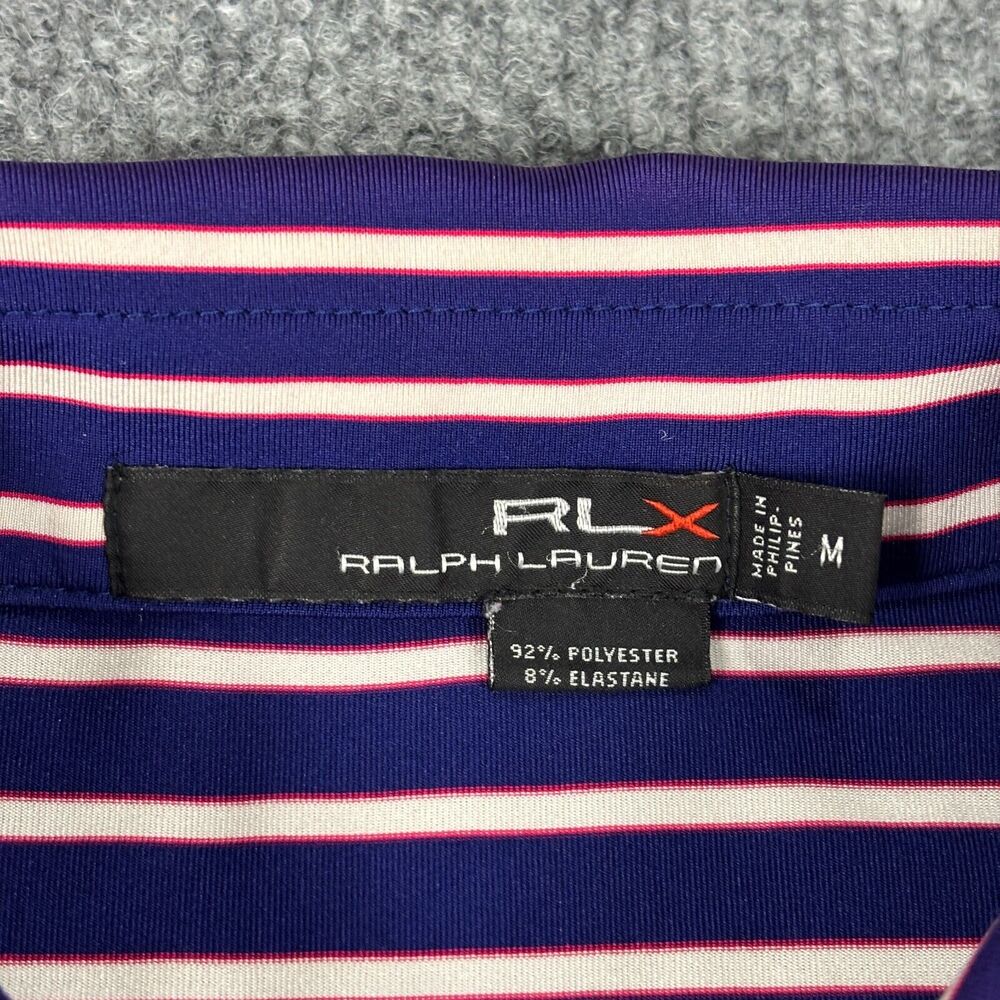 RLX
RALPH LAUREN
MADE IN
PHILIP-
PINES
M
92% POLYESTER
8% ELASTANE